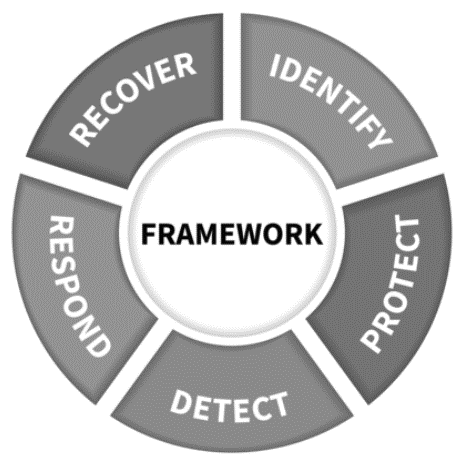 IDENTIFY
PROTECT
DETECT
RESPOND
RECOVER
FRAMEWORK